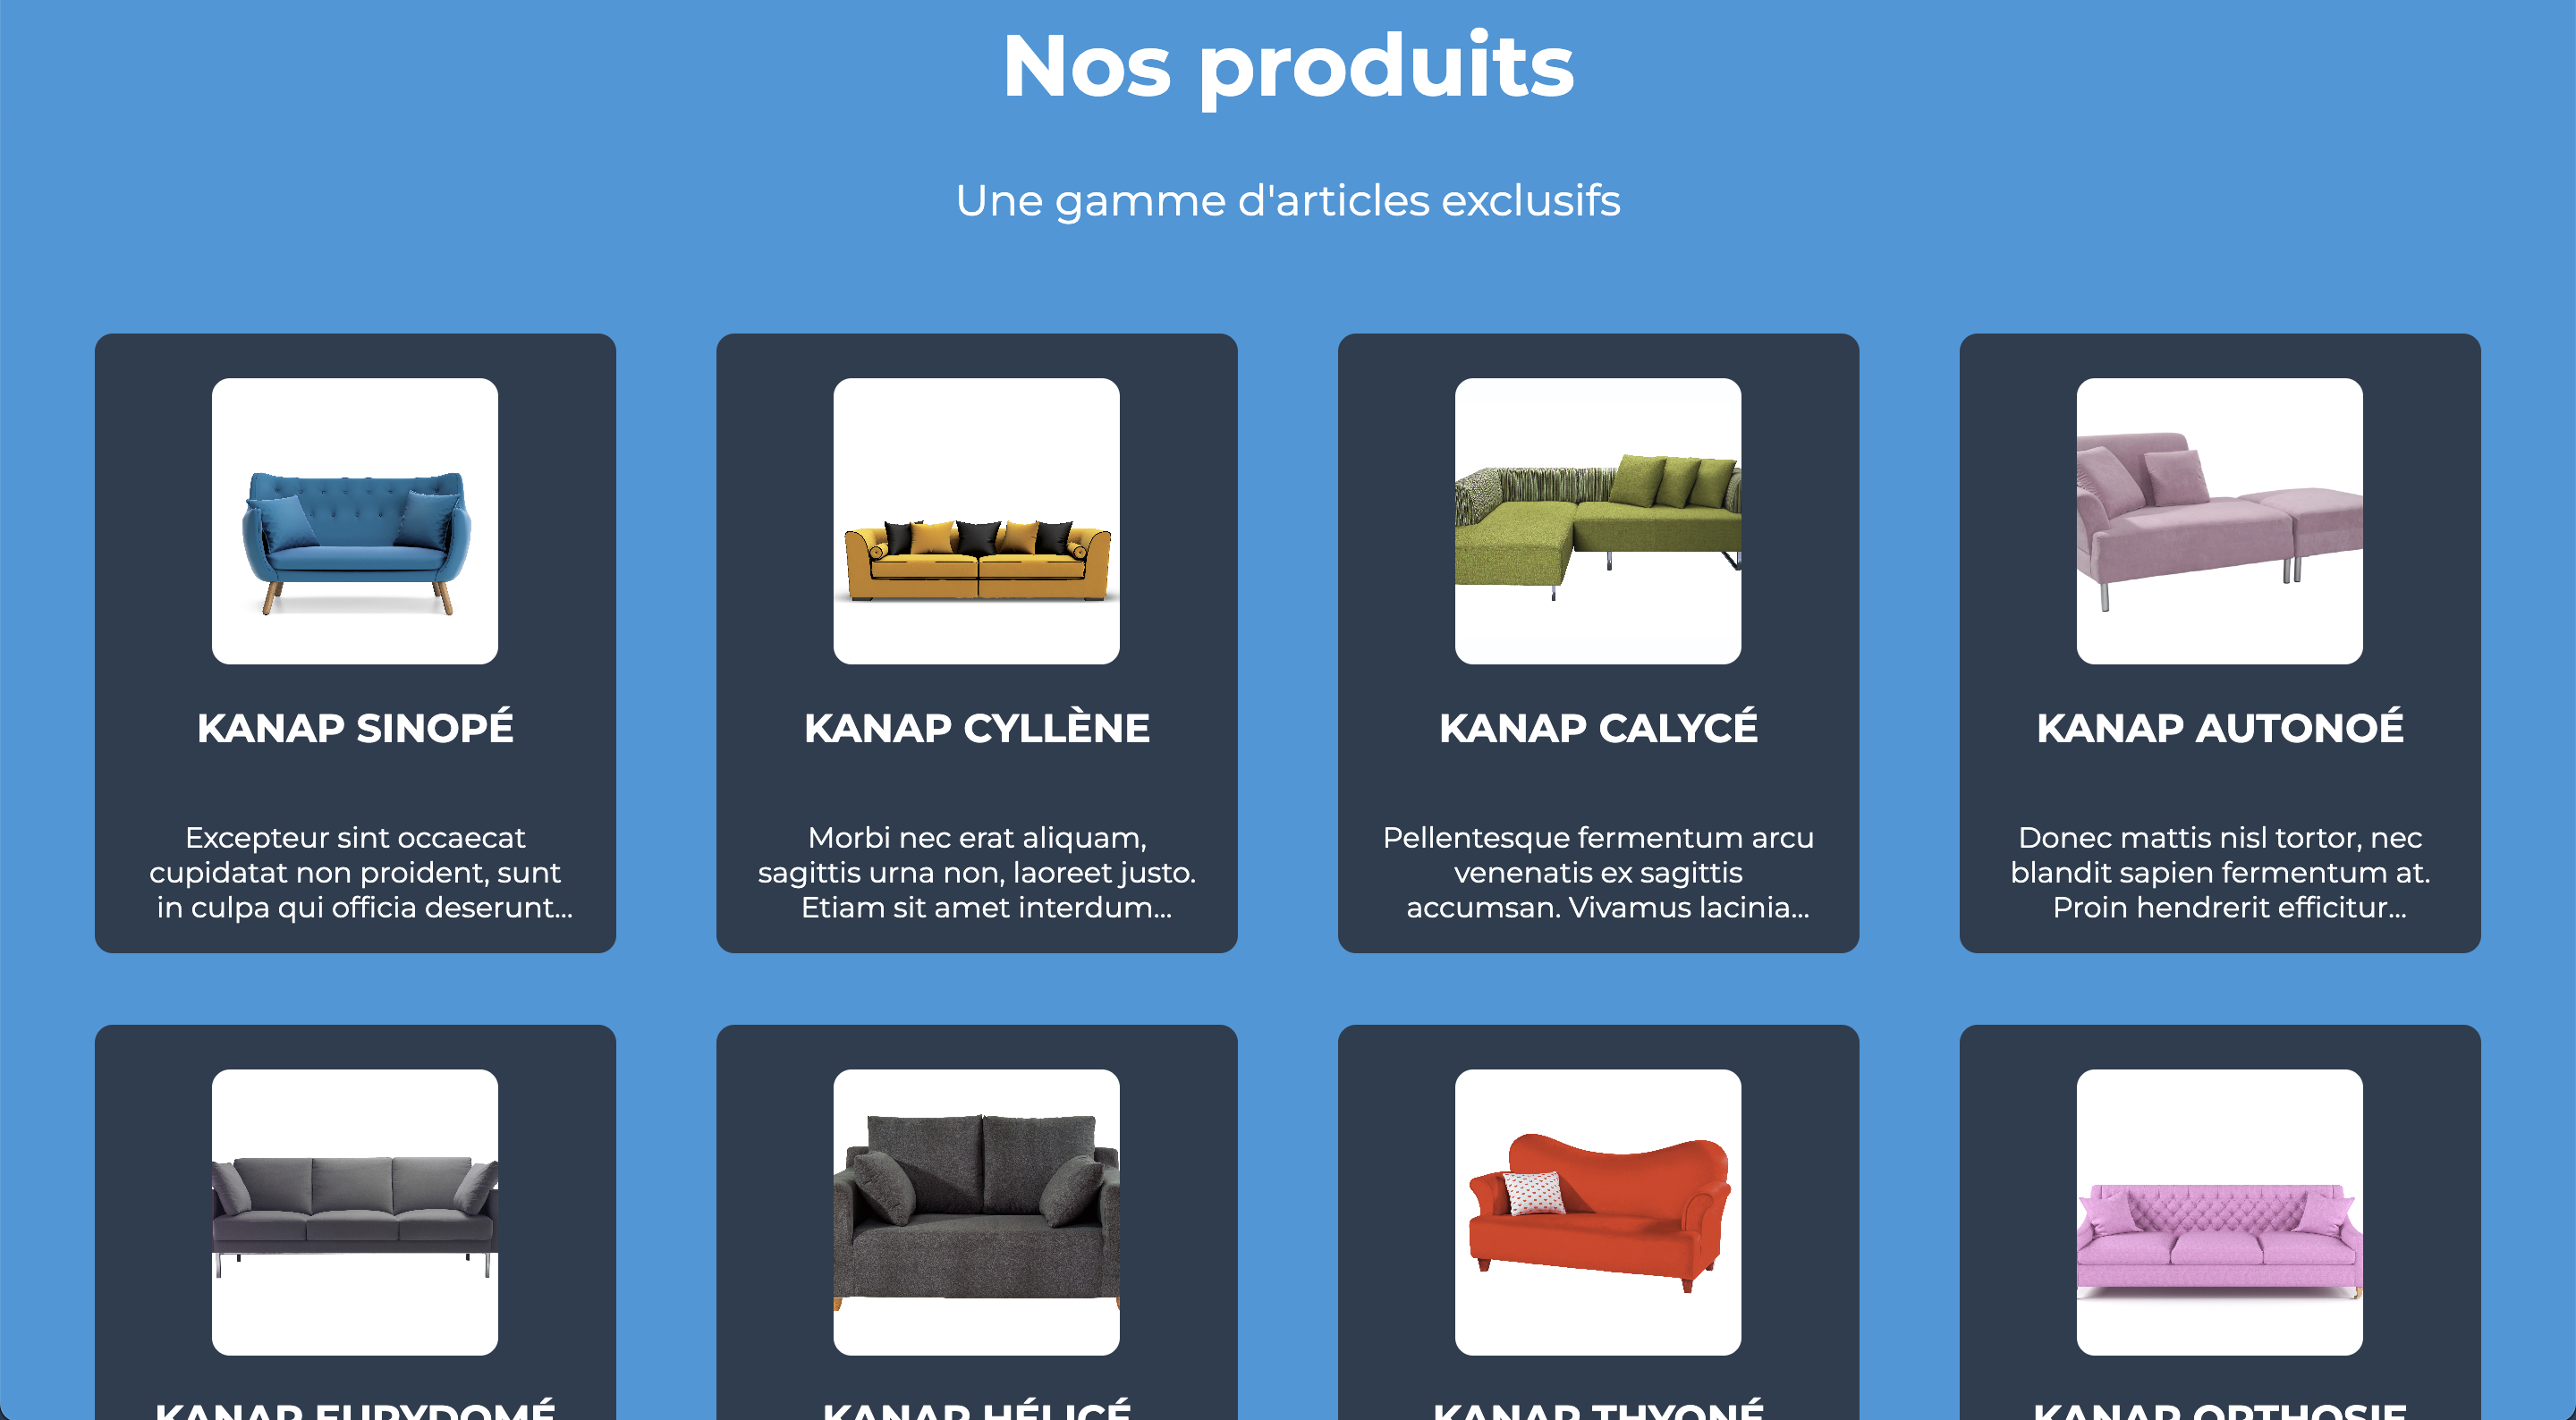 Nos produits
Une gamme d'articles exclusifs
KANAP SINOPÉ
Excepteur sint occaecat
cupidatat non proident, sunt
in culpa qui officia deserunt...
KANAP CYLLÈNE
Morbi nec erat aliquam,
sagittis urna non, laoreet justo.
Etiam sit amet interdum...
KANAP CALYCÉ
Pellentesque fermentum arcu
venenatis ex sagittis
accumsan. Vivamus lacinia...
KANAP AUTONOÉ
Donec mattis nisl tortor, nec
blandit sapien fermentum at.
Proin hendrerit efficitur...
KANAP EURYDOMÉ
KANAP HÉLICÉ
KANAP THYONÉ
KANAP ORTHOSIE